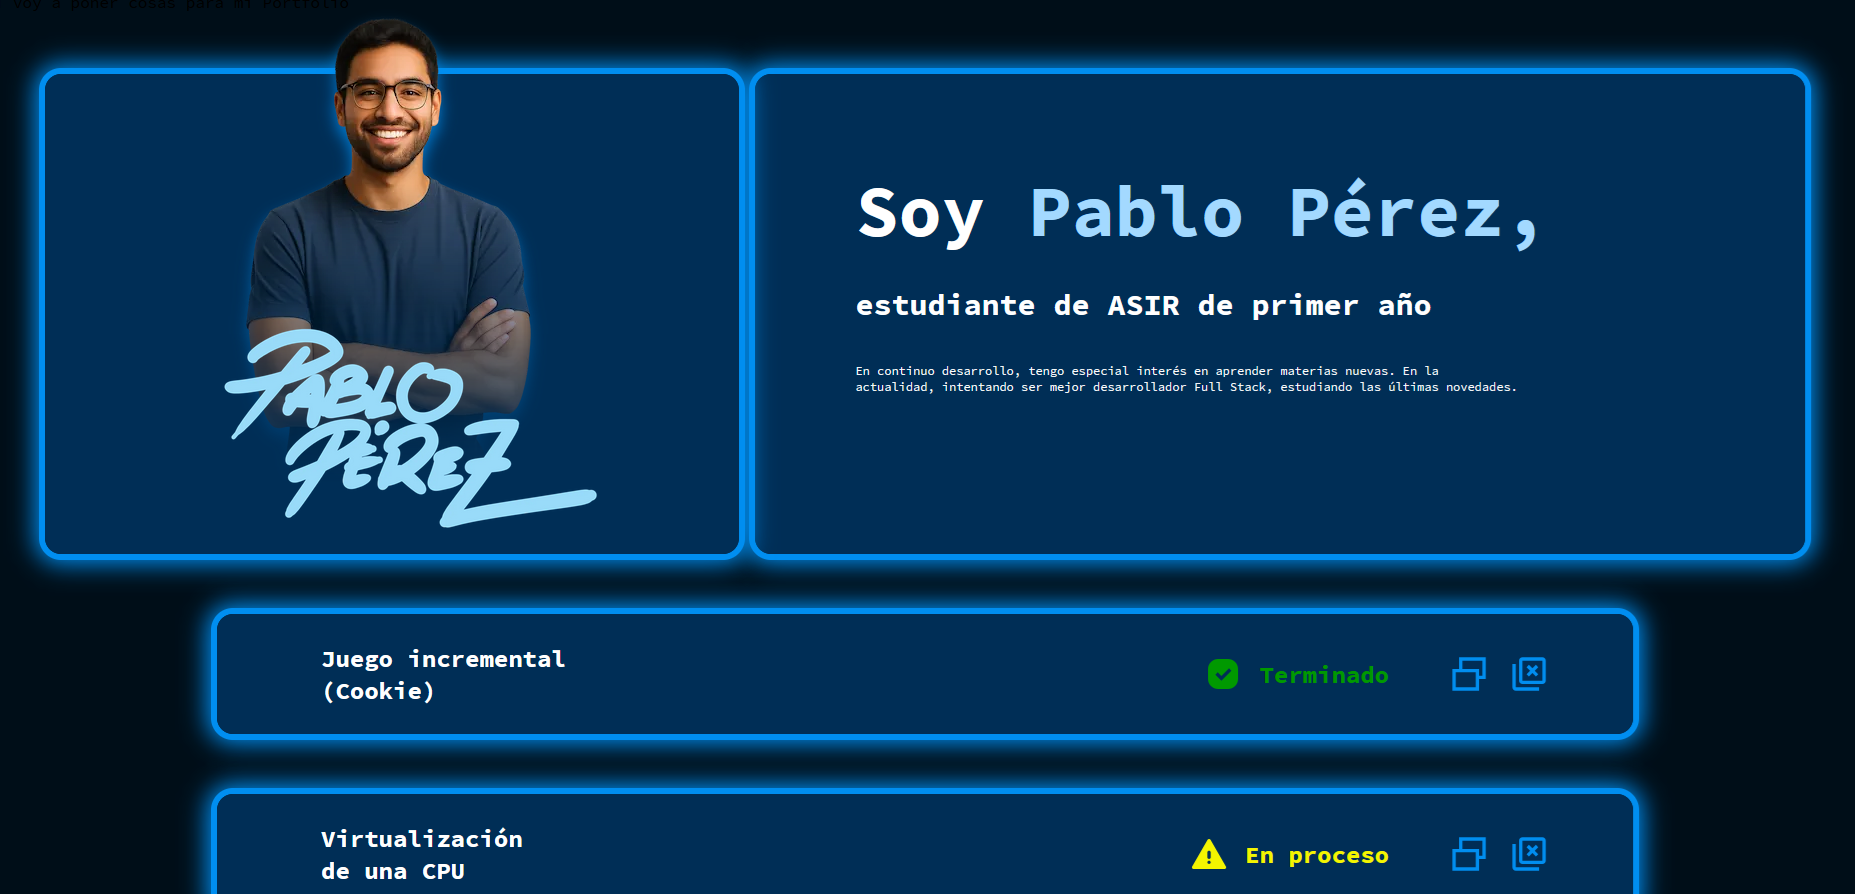 Voy a poner cosas para mi Portfolio
PABLO
PÉREZ
Soy Pablo Pérez,
estudiante de ASIR de primer año
En continuo desarrollo, tengo especial interés en aprender materias nuevas. En la
actualidad, intentando ser mejor desarrollador Full Stack, estudiando las últimas novedades.
Juego incremental
(Cookie)
Terminado
Virtualización
de una CPU
En proceso